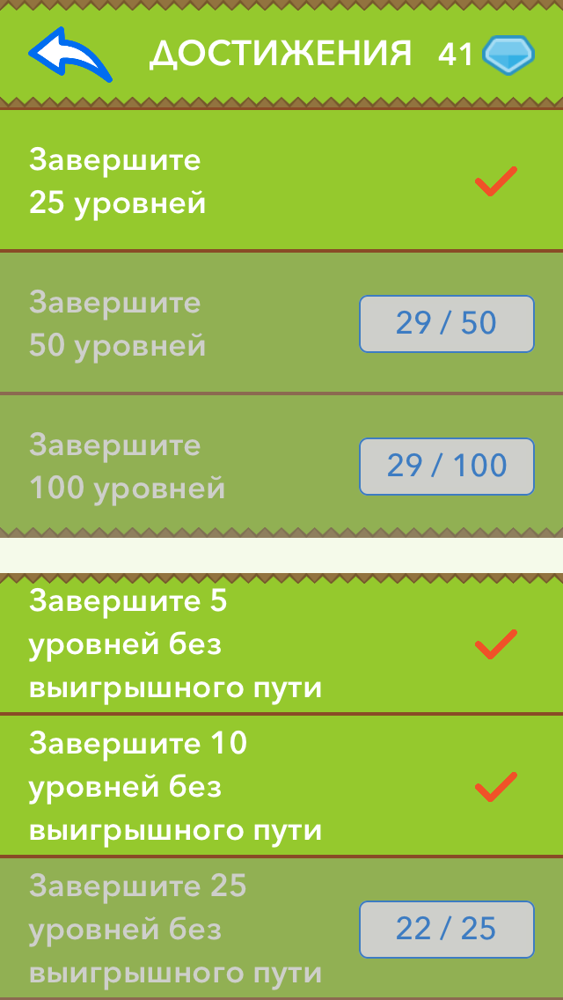 ДОСТИЖЕНИЯ 41
Завершите
25 уровней
Завершите
50 уровней
29 / 50
Завершите
100 уровней
29 / 100
Завершите 5
уровней без
выигрышного пути
Завершите 10
уровней без
выигрышного пути
Завершите 25
уровней без
выигрышного пути
22 / 25